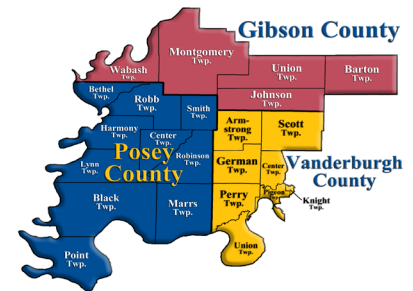 Gibson County
Montgomery
Twp.
Wabash
Twp.
Union
Twp.
Barton
Twp.
Johnson
Twp.
Bethel
Twp.
Robb
Twp.
Smith
Twp.
Arm-
strong
Twp.
Scott
Twp.
Harmony
Twp.
Center
Twp.
Posey
County
Robinson
Twp.
Lynn
Twp.
German
Twp.
Center
Twp.
Vanderburgh
County
Black
Twp.
Marrs
Twp.
Perry
Twp.
Pigeon
Twp.
Knight
Twp.
Union
Twp.
Point
Twp.